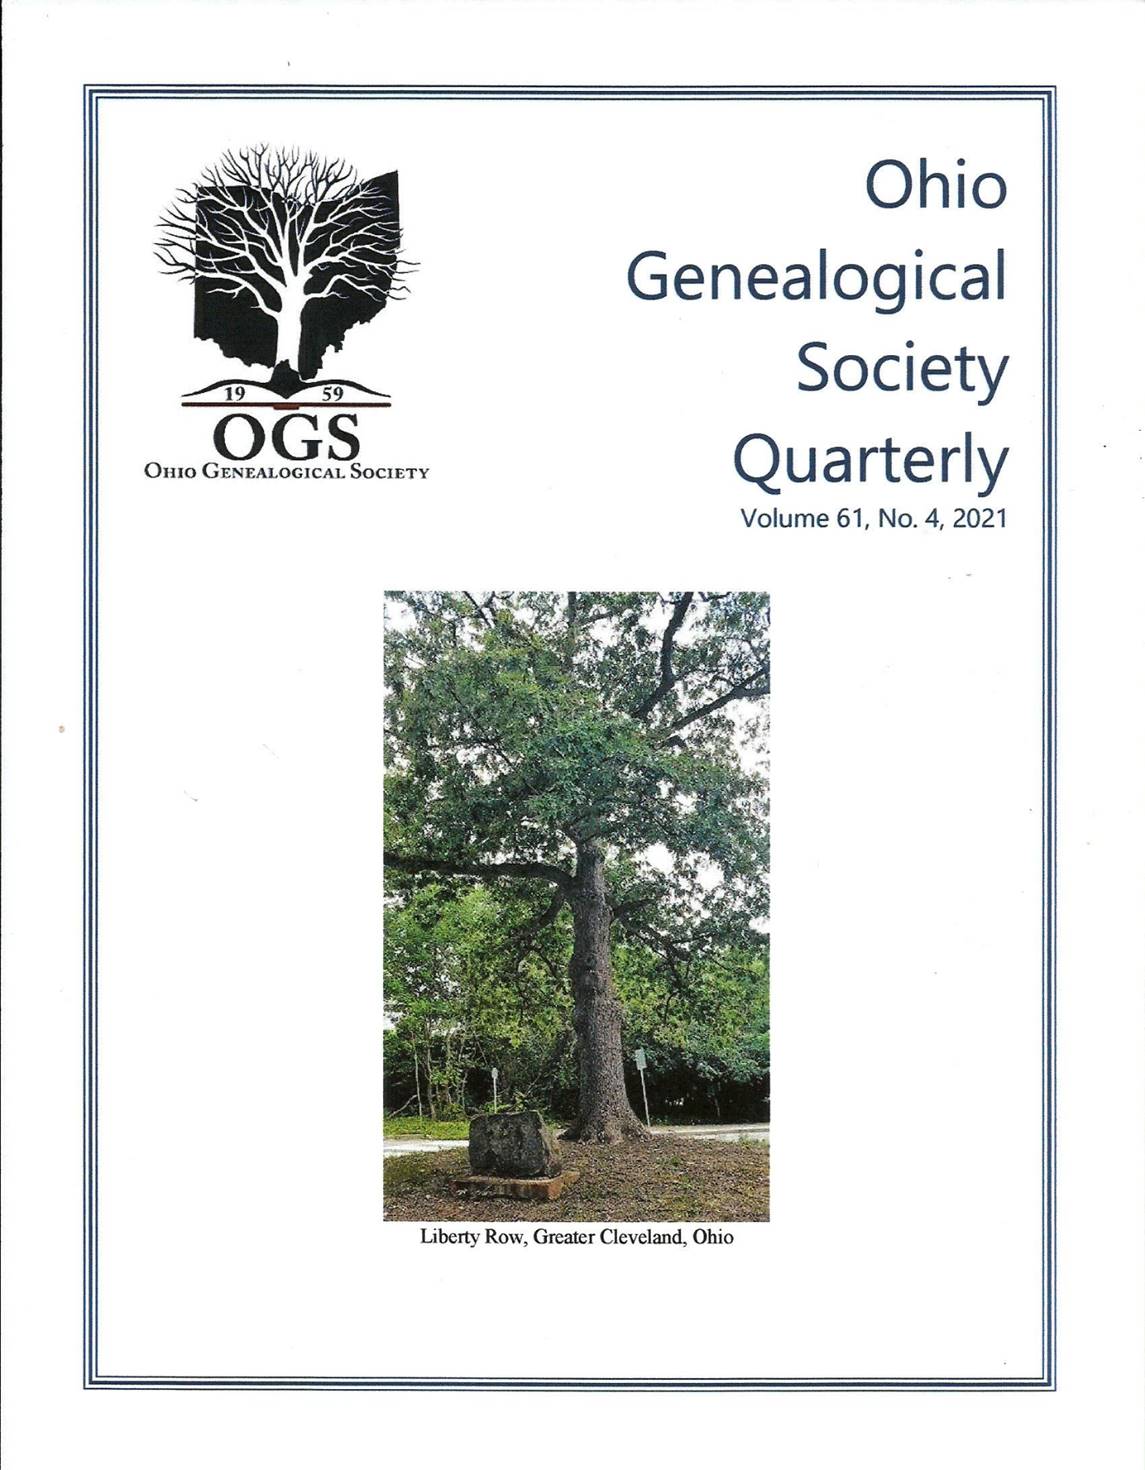 Ohio
Genealogical
Society
Quarterly
Volume 61, No. 4, 2021
19 59
OGS
OHIO GENEALOGICAL SOCIETY
Liberty Row, Greater Cleveland, Ohio